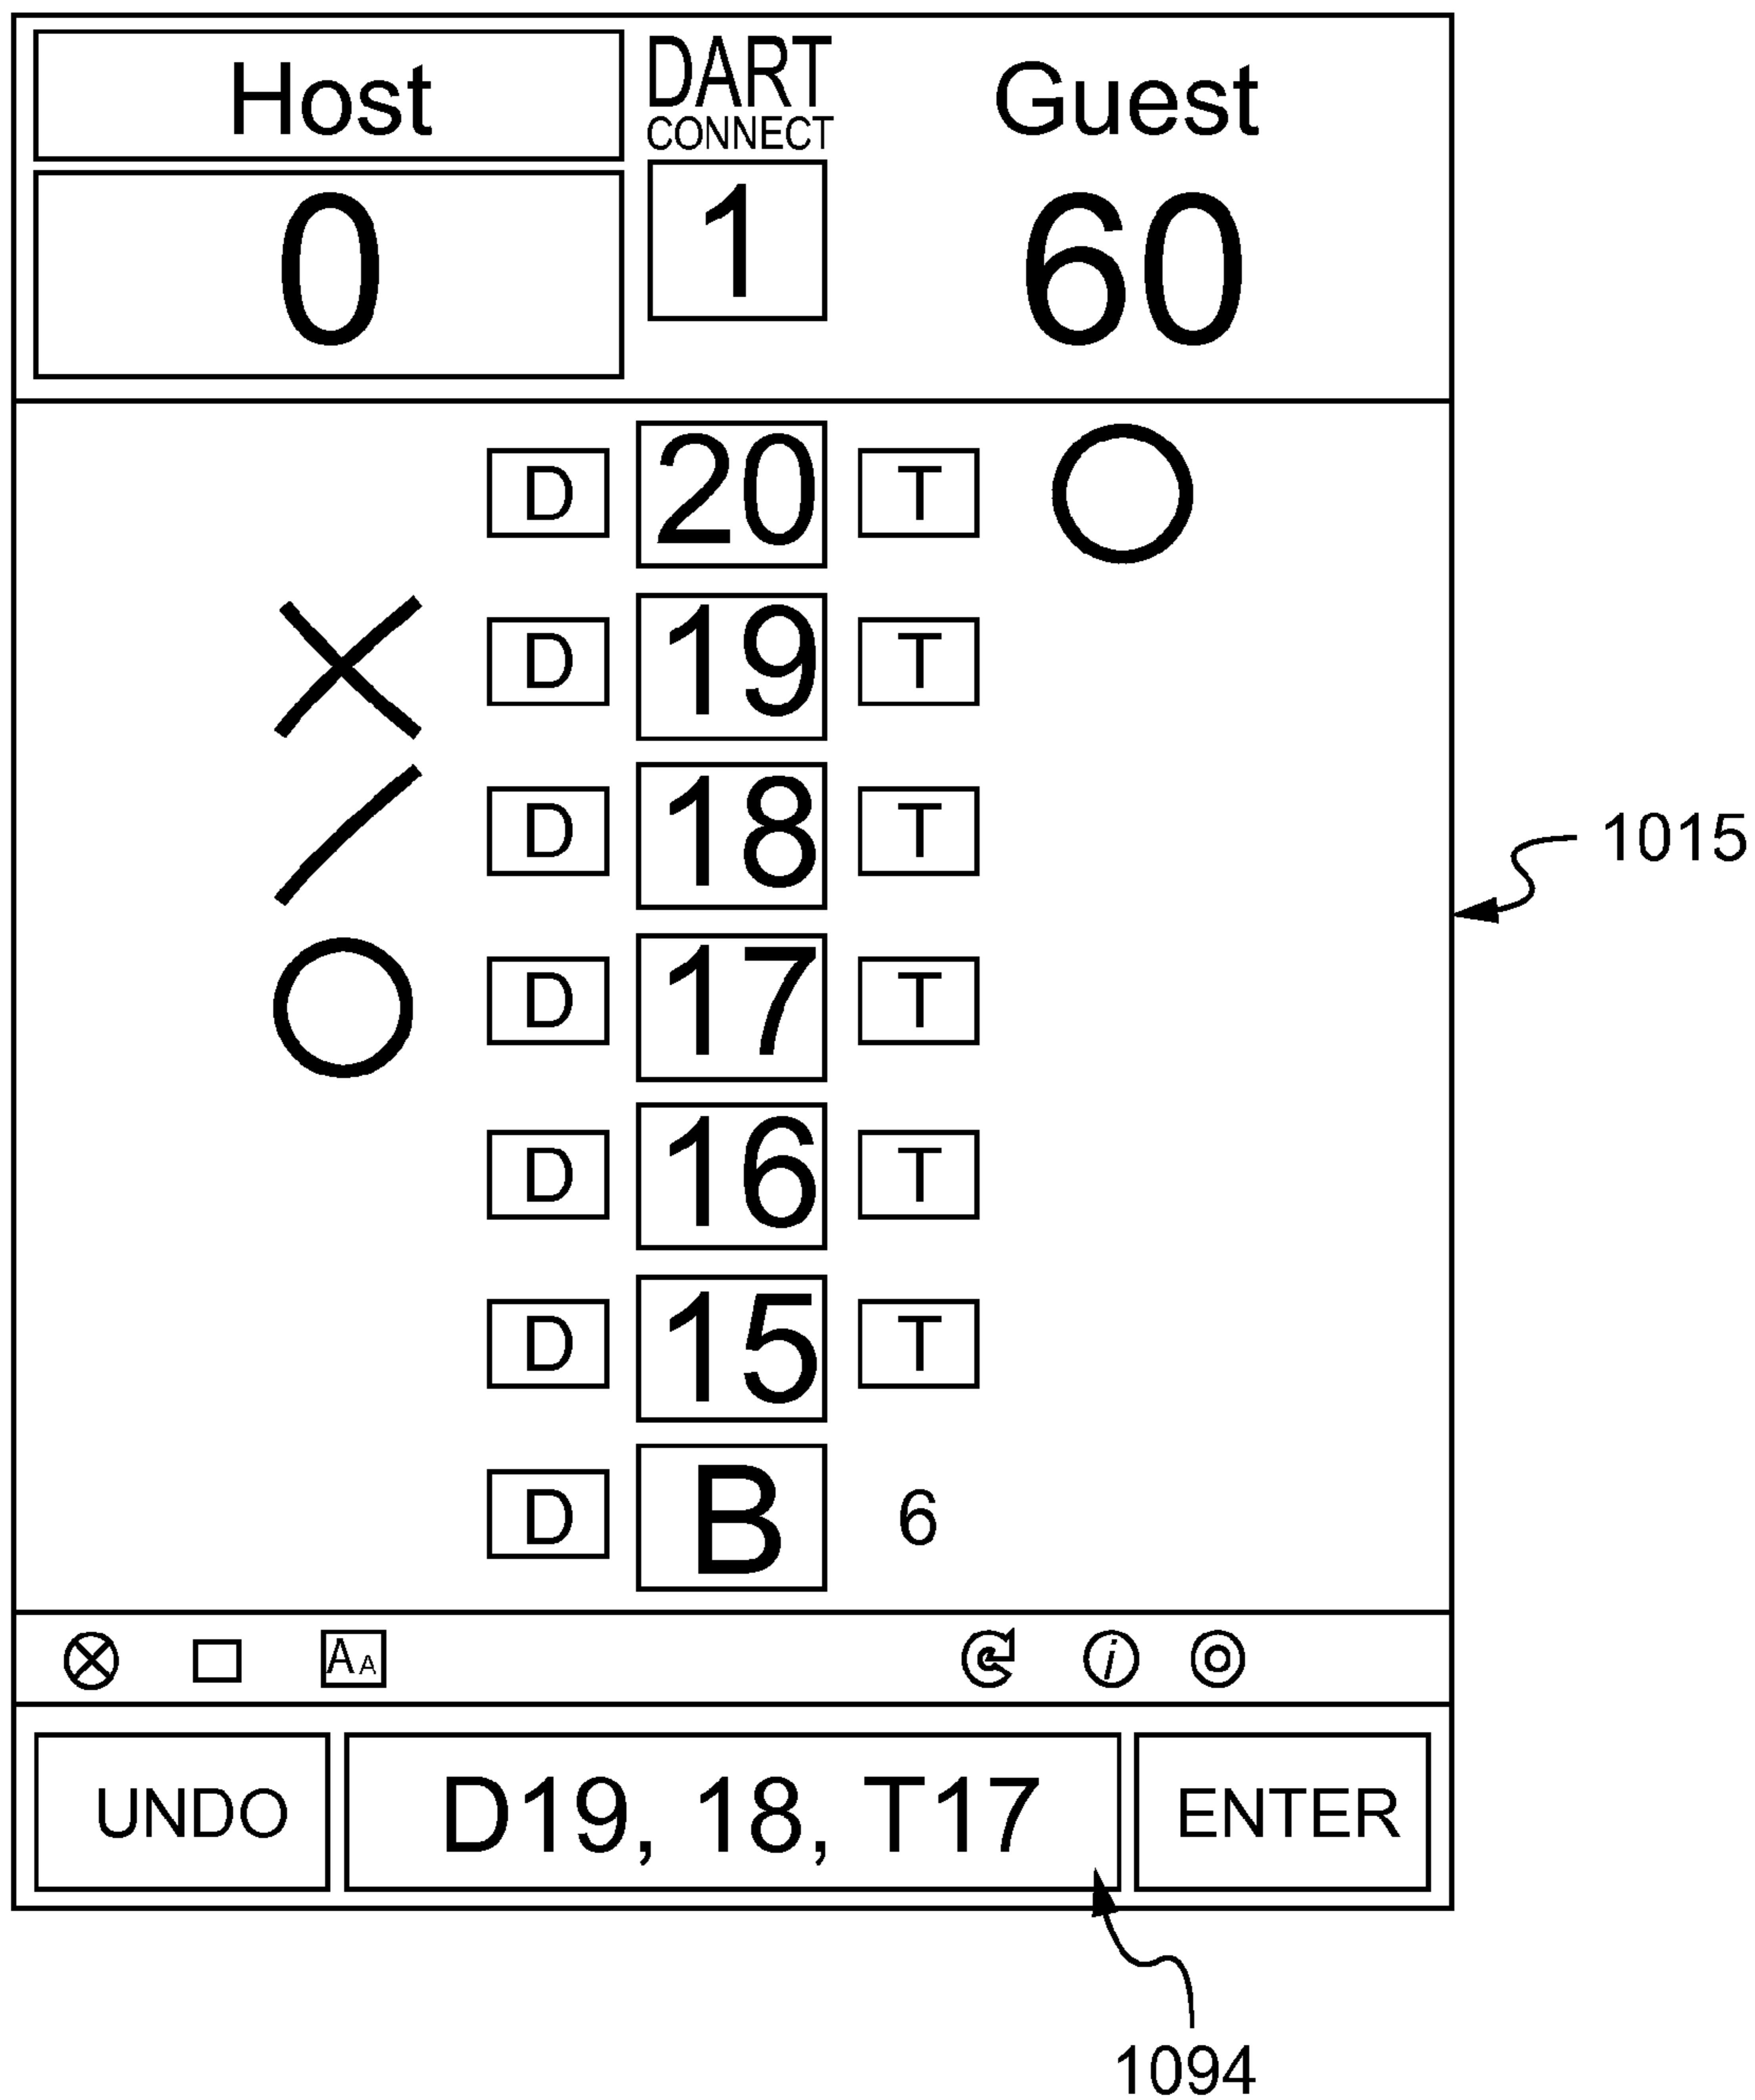 Host DART Guest
CONNECT
0 1 60
D 20 T
D 19 T
D 18 T
1015
D 17 T
D 16 T
D 15 T
D B 6
AA i
UNDO D19, 18, T17 ENTER
1094